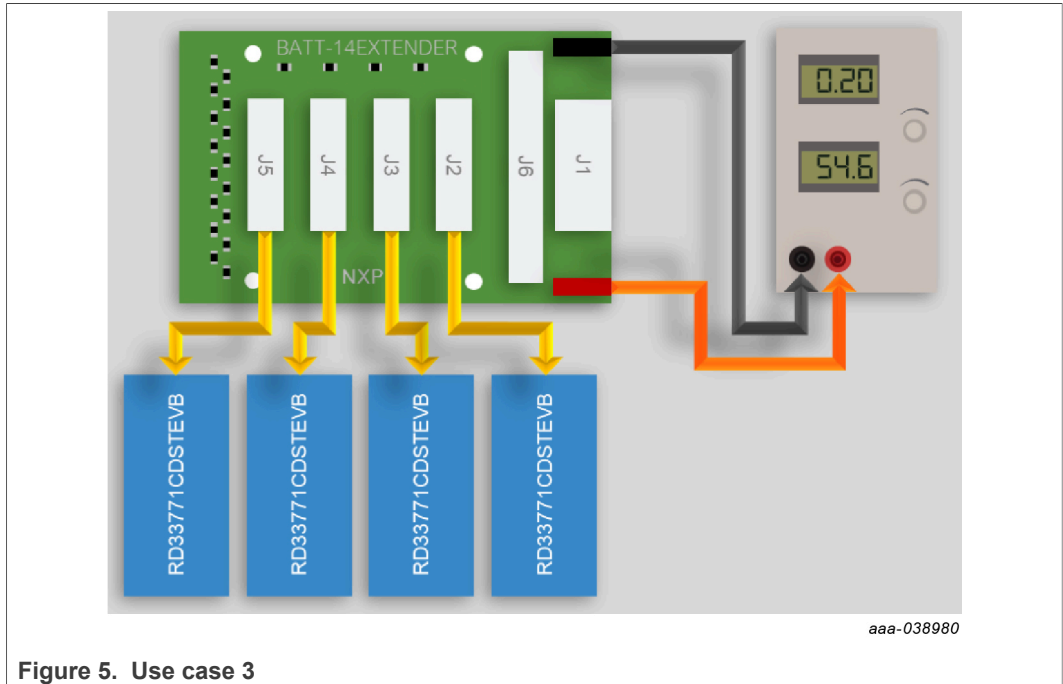 BATT-14EXTENDER
0.20
54.6
J5
J4
J3
J2
J6
J1
NXP
RD33771CDSTEVB
RD33771CDSTEVB
RD33771CDSTEVB
RD33771CDSTEVB
aaa-038980
Figure 5. Use case 3